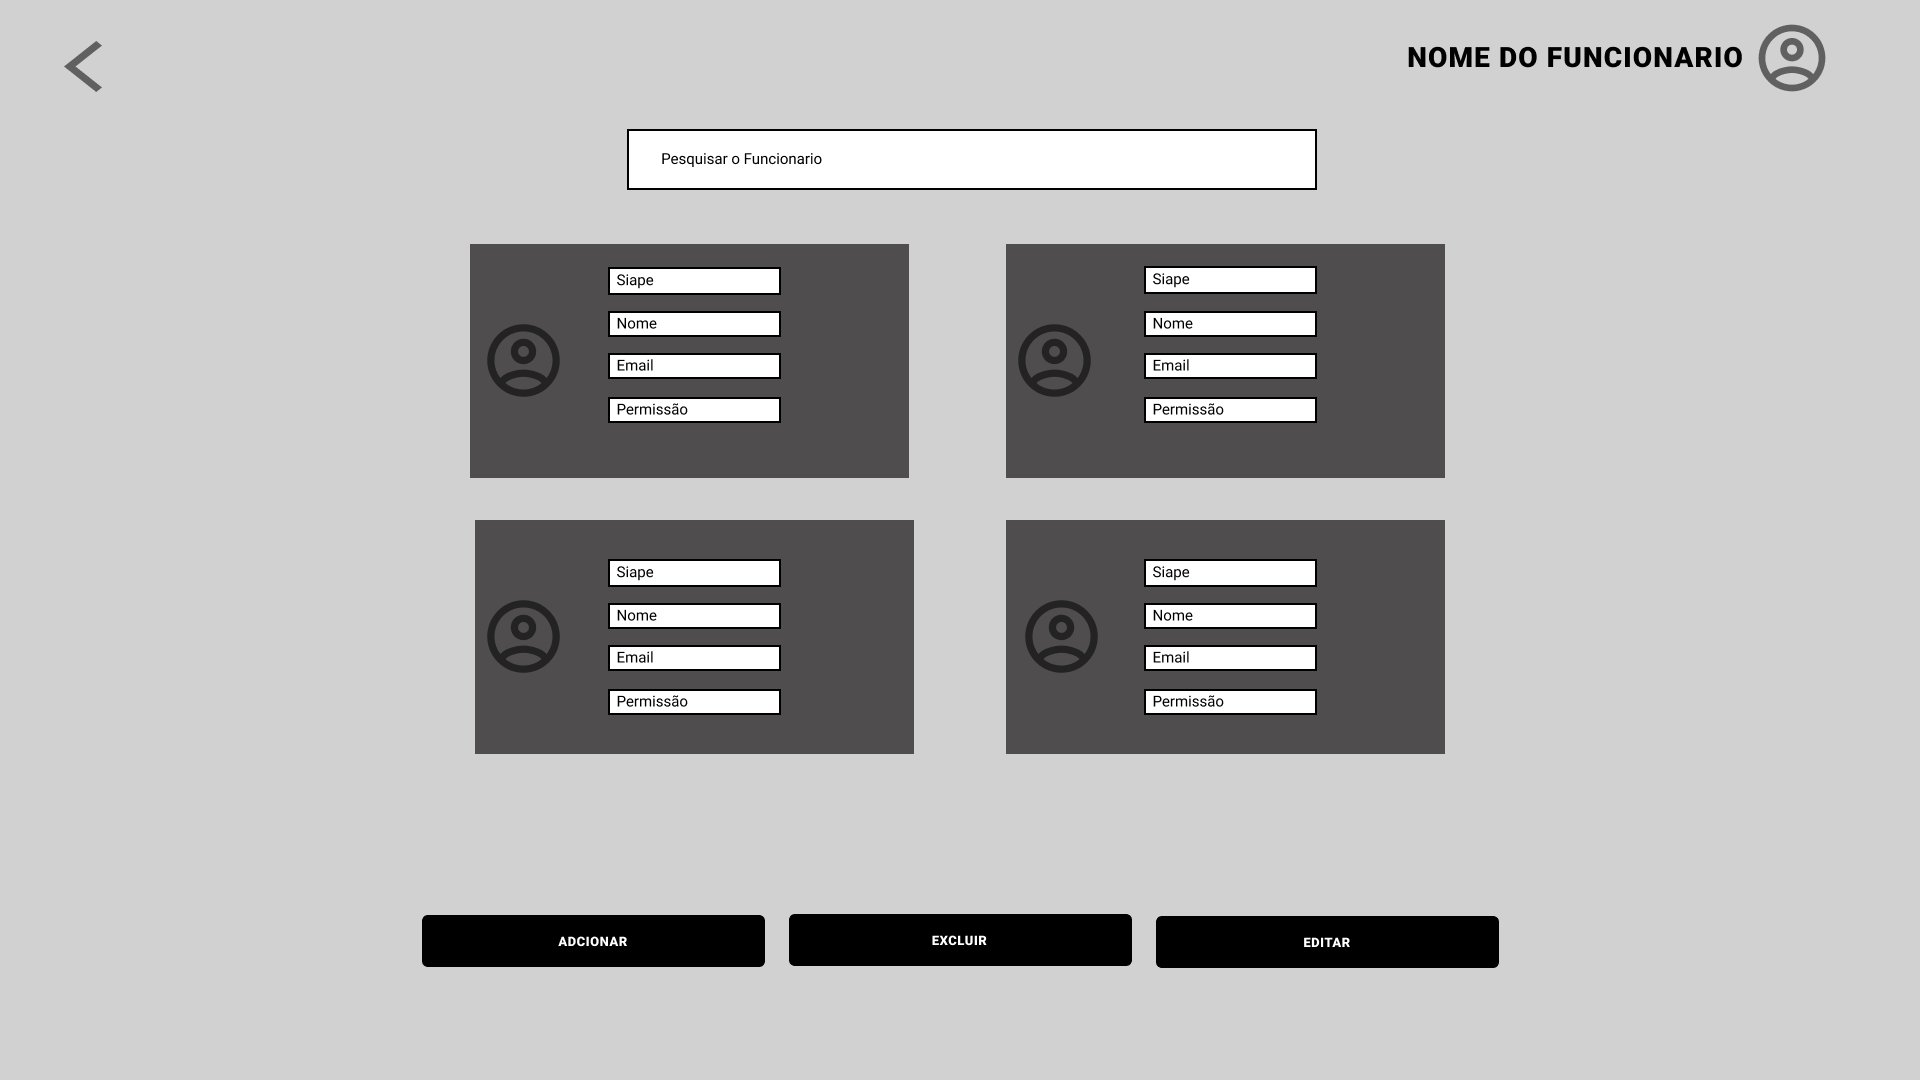 NOME DO FUNCIONARIO
Pesquisar o Funcionario
Siape
Nome
Email
Permissão
Siape
Nome
Email
Permissão
Siape
Nome
Email
Permissão
Siape
Nome
Email
Permissão
ADCIONAR
EXCLUIR
EDITAR